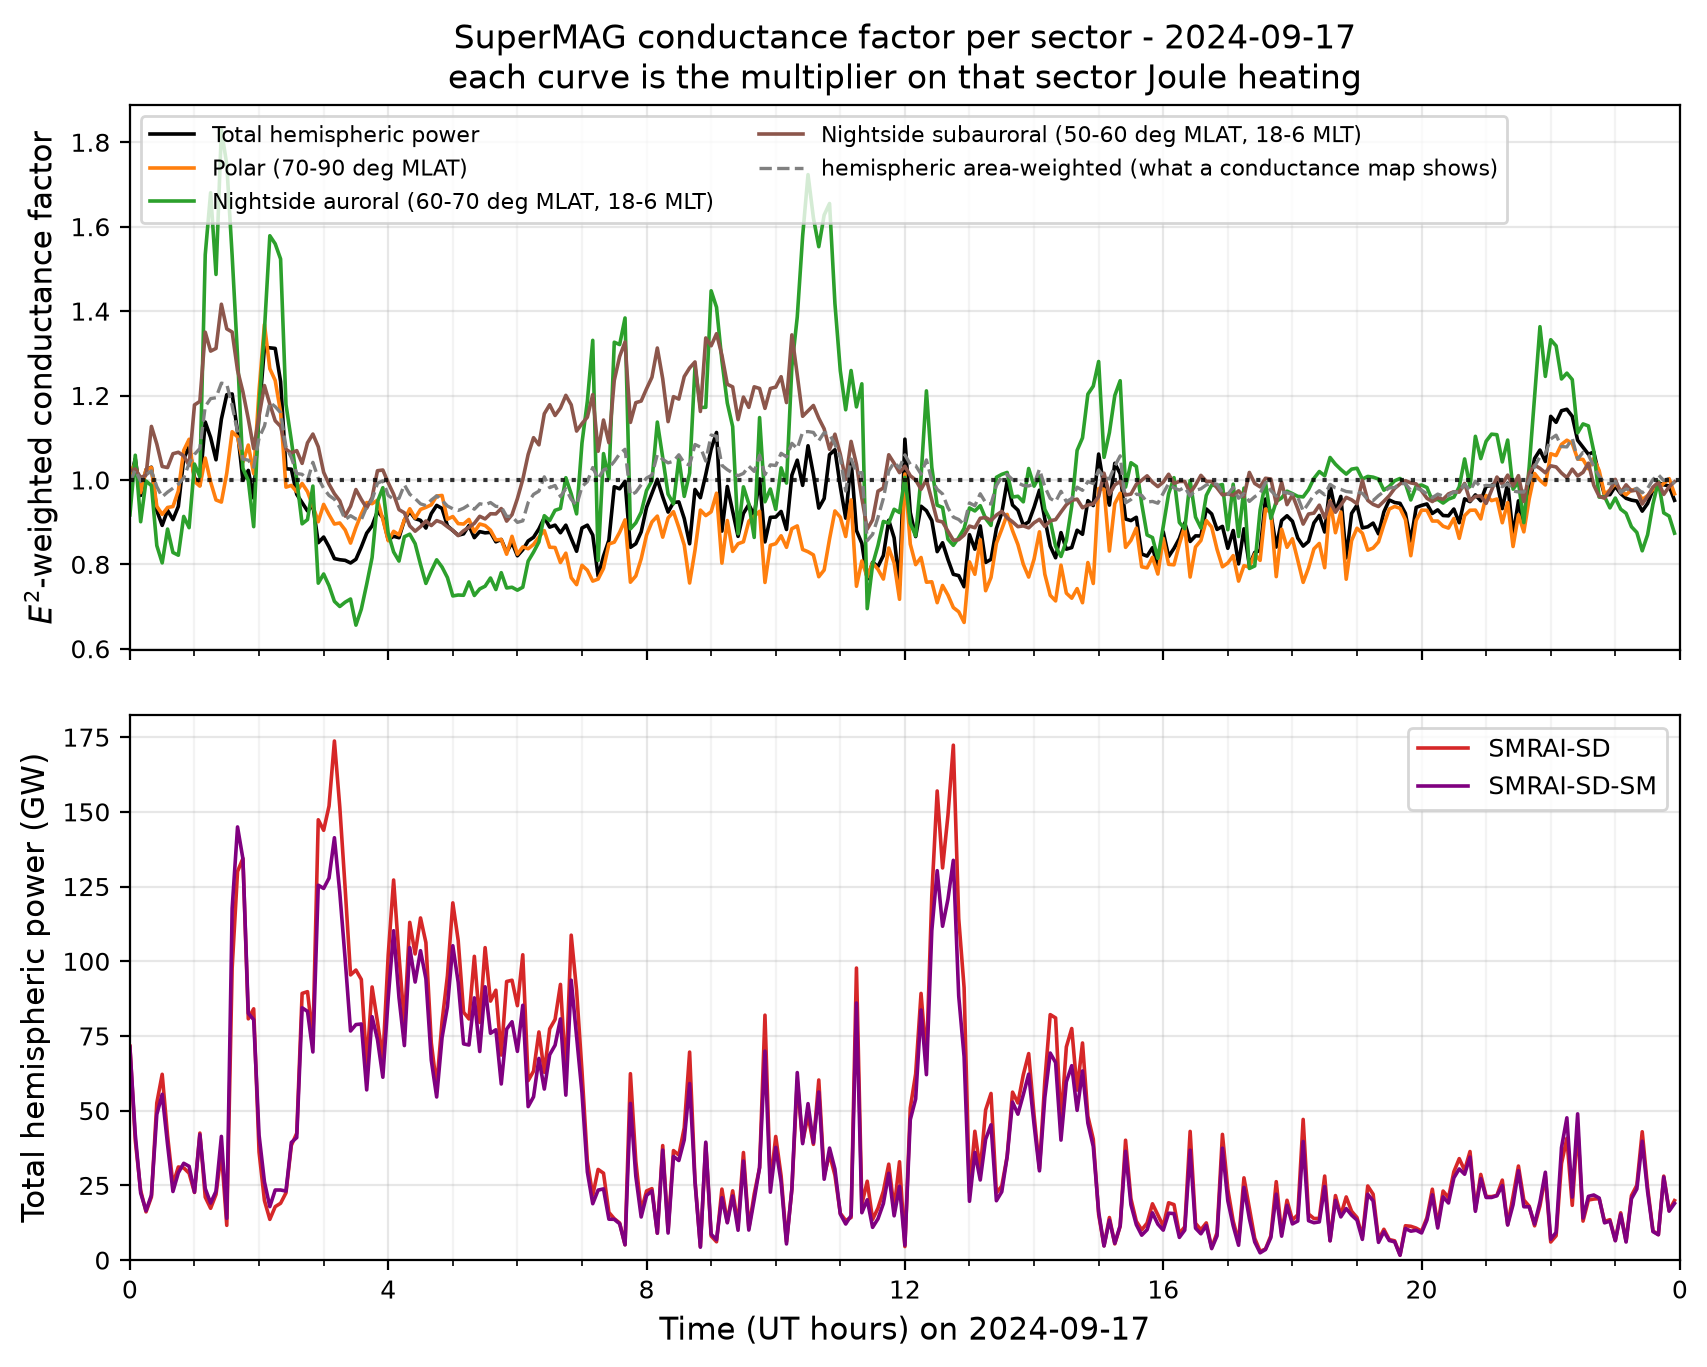 SuperMAG conductance factor per sector - 2024-09-17
each curve is the multiplier on that sector Joule heating
E²-weighted conductance factor
1.8
1.6
1.4
1.2
1.0
0.8
0.6
Total hemispheric power
Polar (70-90 deg MLAT)
Nightside auroral (60-70 deg MLAT, 18-6 MLT)
Nightside subauroral (50-60 deg MLAT, 18-6 MLT)
hemispheric area-weighted (what a conductance map shows)
Total hemispheric power (GW)
175
150
125
100
75
50
25
0
SMRAI-SD
SMRAI-SD-SM
0 4 8 12 16 20 0
Time (UT hours) on 2024-09-17